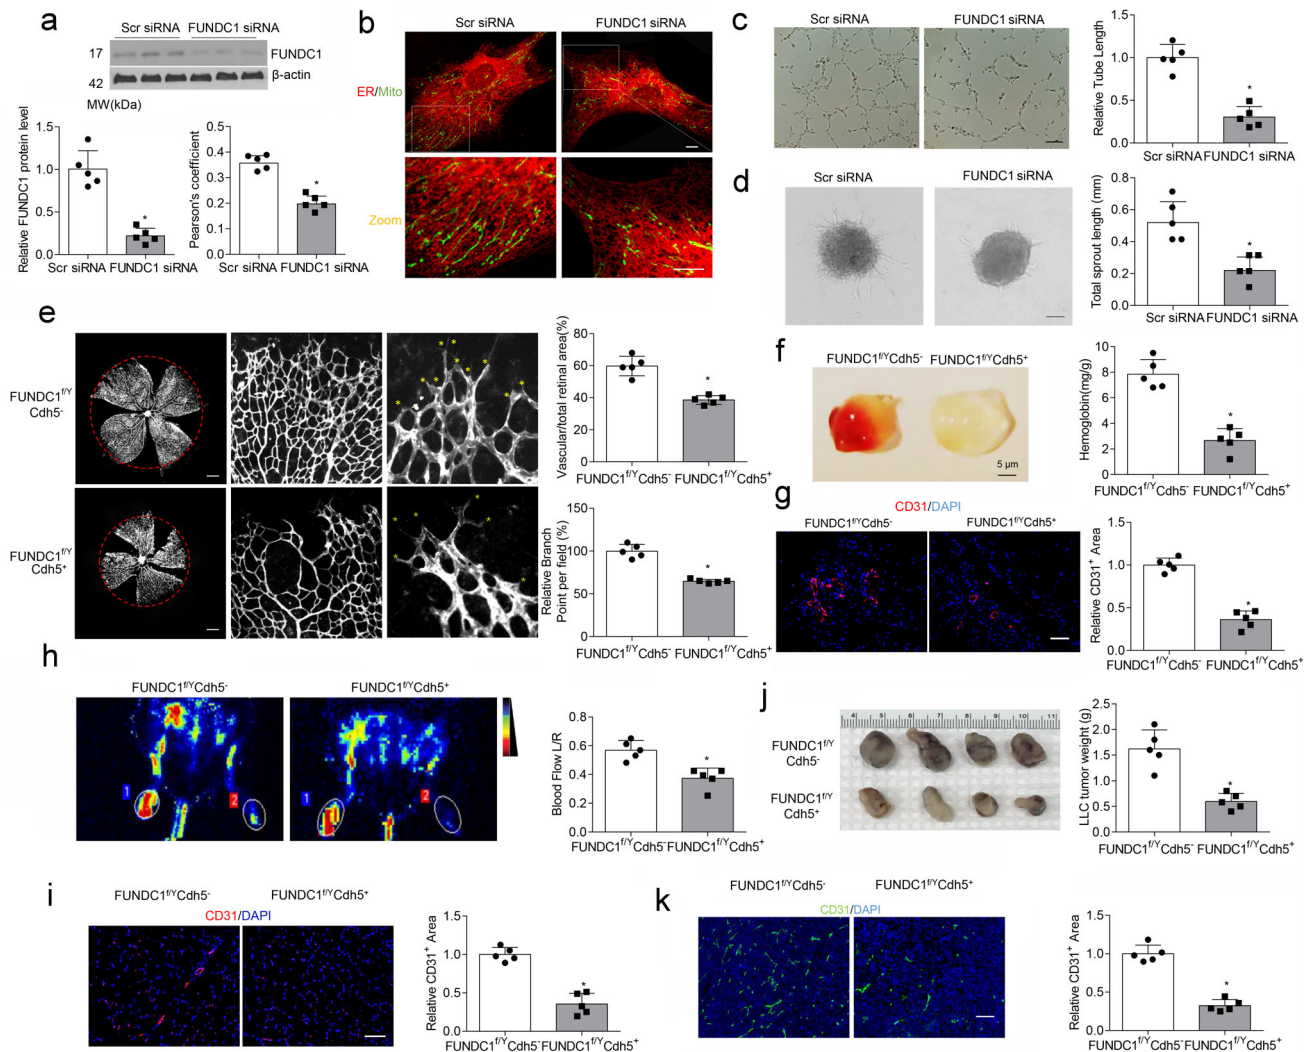 a
Scr siRNA FUNDC1 siRNA
17
FUNDC1
42
β-actin
MW(kDa)
Relative FUNDC1 protein level
1.5
1.0
0.5
0.0
*
Scr siRNA FUNDC1 siRNA
Pearson's coefficient
0.5
0.4
0.3
0.2
0.1
0.0
*
Scr siRNA FUNDC1 siRNA
b
Scr siRNA FUNDC1 siRNA
ER/Mito
Zoom
c
Scr siRNA FUNDC1 siRNA
Relative Tube Length
1.5
1.0
0.5
0.0
*
Scr siRNA FUNDC1 siRNA
d
Scr siRNA FUNDC1 siRNA
Total sprout length (mm)
0.8
0.6
0.4
0.2
0.0
*
Scr siRNA FUNDC1 siRNA
e
FUNDC1f/Y
Cdh5-
FUNDC1f/Y
Cdh5+
Vascular/total retinal area(%)
80
60
40
20
0
*
FUNDC1f/YCdh5- FUNDC1f/YCdh5+
Relative Branch
Point per field (%)
150
100
50
0
*
FUNDC1f/YCdh5- FUNDC1f/YCdh5+
f
FUNDC1f/YCdh5- FUNDC1f/YCdh5+
5 μm
Hemoglobin(mg/g)
10
8
6
4
2
0
*
FUNDC1f/YCdh5- FUNDC1f/YCdh5+
g
CD31/DAPI
FUNDC1f/YCdh5- FUNDC1f/YCdh5+
Relative CD31+ Area
1.5
1.0
0.5
0.0
*
FUNDC1f/YCdh5- FUNDC1f/YCdh5+
h
FUNDC1f/YCdh5- FUNDC1f/YCdh5+
1
2
1
2
Blood Flow L/R
0.8
0.6
0.4
0.2
0.0
*
FUNDC1f/YCdh5- FUNDC1f/YCdh5+
j
4 5 6 7 8 9 10 11
FUNDC1f/Y
Cdh5-
FUNDC1f/Y
Cdh5+
LLC tumor weight (g)
2.5
2.0
1.5
1.0
0.5
0.0
*
FUNDC1f/YCdh5- FUNDC1f/YCdh5+
i
FUNDC1f/YCdh5- FUNDC1f/YCdh5+
CD31/DAPI
Relative CD31+ Area
1.5
1.0
0.5
0.0
*
FUNDC1f/YCdh5- FUNDC1f/YCdh5+
k
FUNDC1f/YCdh5- FUNDC1f/YCdh5+
CD31/DAPI
Relative CD31+ Area
1.5
1.0
0.5
0.0
*
FUNDC1f/YCdh5- FUNDC1f/YCdh5+